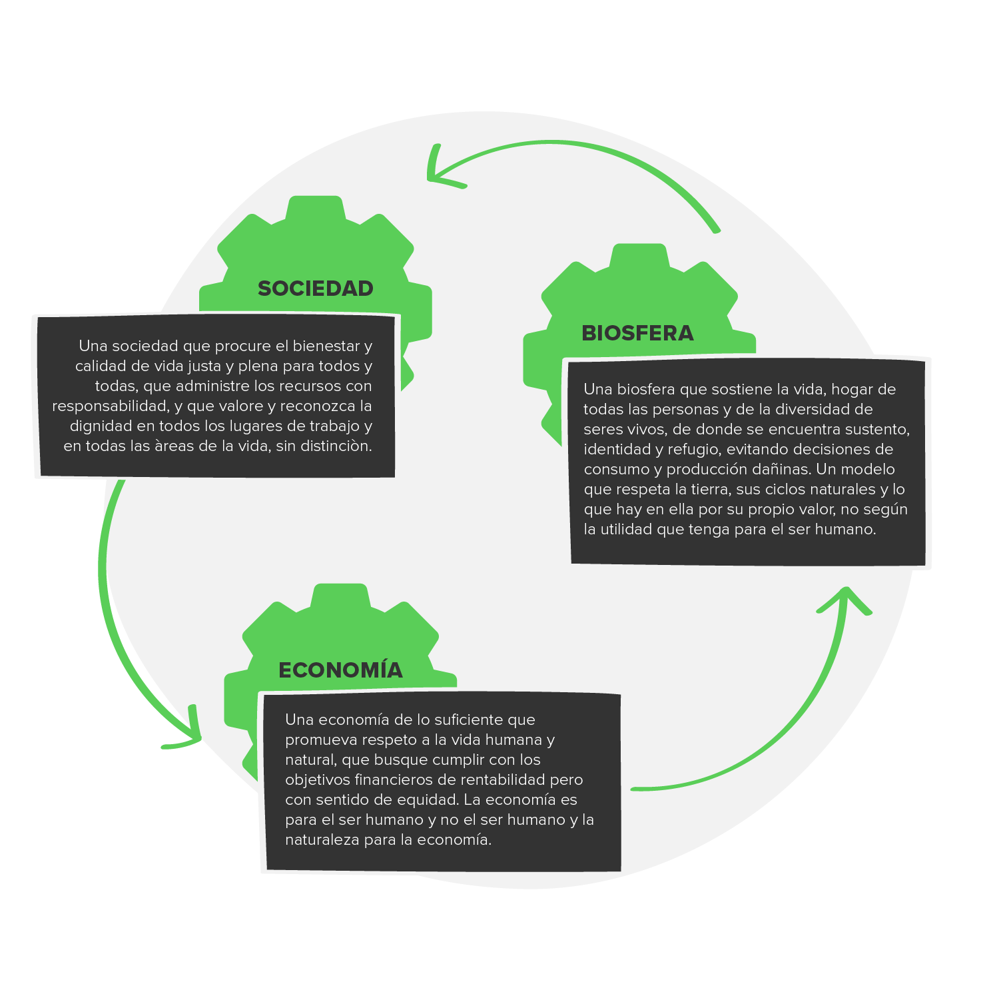 SOCIEDAD
Una sociedad que procure el bienestar y
calidad de vida justa y plena para todos y
todas, que administre los recursos con
responsabilidad, y que valore y reconozca la
dignidad en todos los lugares de trabajo y
en todas las àreas de la vida, sin distinciòn.
BIOSFERA
Una biosfera que sostiene la vida, hogar de
todas las personas y de la diversidad de
seres vivos, de donde se encuentra sustento,
identidad y refugio, evitando decisiones de
consumo y producción dañinas. Un modelo
que respeta la tierra, sus ciclos naturales y lo
que hay en ella por su propio valor, no según
la utilidad que tenga para el ser humano.
ECONOMÍA
Una economía de lo suficiente que
promueva respeto a la vida humana y
natural, que busque cumplir con los
objetivos financieros de rentabilidad pero
con sentido de equidad. La economía es
para el ser humano y no el ser humano y la
naturaleza para la economía.